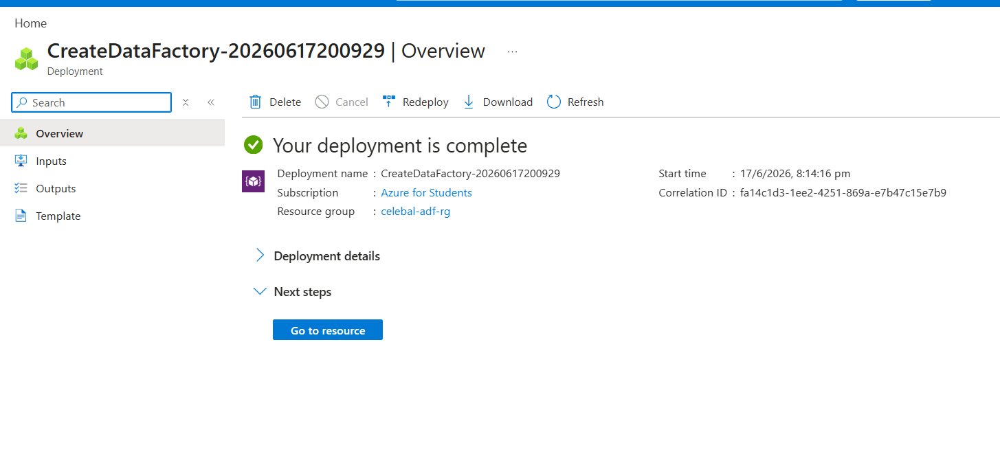 Home
CreateDataFactory-20260617200929 | Overview ...
Deployment
Search
Overview
Inputs
Outputs
Template
Delete Cancel Redeploy Download Refresh
Your deployment is complete
Deployment name : CreateDataFactory-20260617200929
Subscription : Azure for Students
Resource group : celebal-adf-rg
Start time : 17/6/2026, 8:14:16 pm
Correlation ID : fa14c1d3-1ee2-4251-869a-e7b47c15e7b9
Deployment details
Next steps
Go to resource